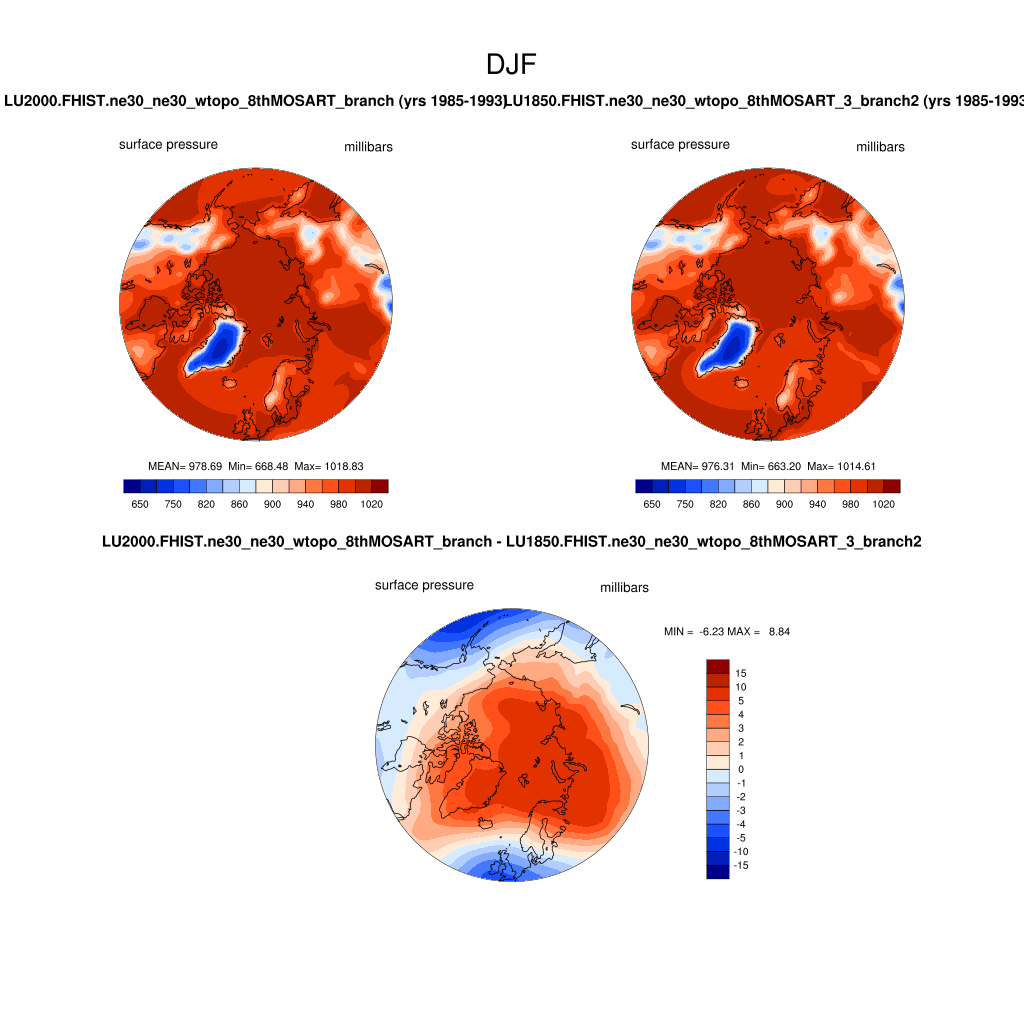 DJF
LU2000.FHIST.ne30_ne30_wtopo_8thMOSART_branch (yrs 1985-1993)
LU1850.FHIST.ne30_ne30_wtopo_8thMOSART_3_branch2 (yrs 1985-1993
surface pressure millibars
surface pressure millibars
MEAN= 978.69 Min= 668.48 Max= 1018.83
MEAN= 976.31 Min= 663.20 Max= 1014.61
650 750 820 860 900 940 980 1020
650 750 820 860 900 940 980 1020
LU2000.FHIST.ne30_ne30_wtopo_8thMOSART_branch - LU1850.FHIST.ne30_ne30_wtopo_8thMOSART_3_branch2
surface pressure millibars
MIN = -6.23 MAX = 8.84
15
10
5
4
3
2
1
0
-1
-2
-3
-4
-5
-10
-15